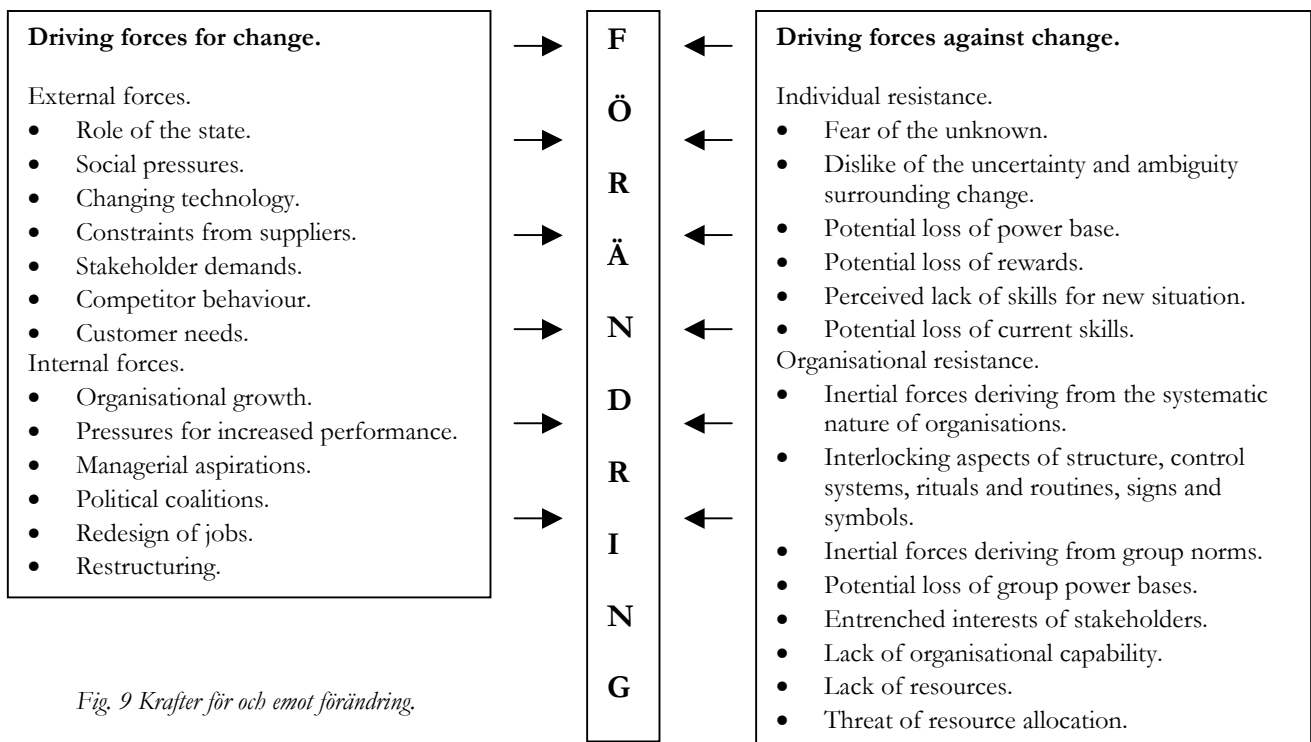 Driving forces for change.
External forces.
• Role of the state.
• Social pressures.
• Changing technology.
• Constraints from suppliers.
• Stakeholder demands.
• Competitor behaviour.
• Customer needs.
Internal forces.
• Organisational growth.
• Pressures for increased performance.
• Managerial aspirations.
• Political coalitions.
• Redesign of jobs.
• Restructuring.
F
Ö
R
Ä
N
D
R
I
N
G
Driving forces against change.
Individual resistance.
• Fear of the unknown.
• Dislike of the uncertainty and ambiguity
surrounding change.
• Potential loss of power base.
• Potential loss of rewards.
• Perceived lack of skills for new situation.
• Potential loss of current skills.
Organisational resistance.
• Inertial forces deriving from the systematic
nature of organisations.
• Interlocking aspects of structure, control
systems, rituals and routines, signs and
symbols.
• Inertial forces deriving from group norms.
• Potential loss of group power bases.
• Entrenched interests of stakeholders.
• Lack of organisational capability.
• Lack of resources.
• Threat of resource allocation.
Fig. 9 Krafter för och emot förändring.